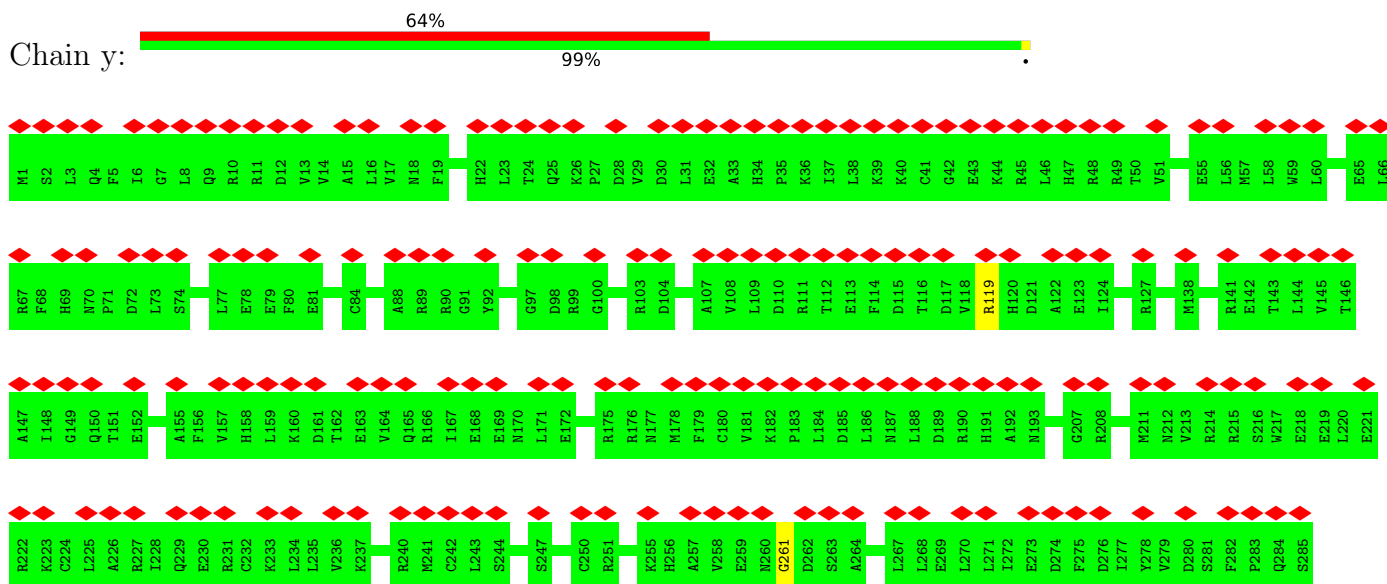 64%
Chain y:
99%
.
M1 S2 L3 Q4 F5 I6 G7 L8 Q9 R10 R11 D12 V13 V14 A15 L16 V17 N18 F19 H22 L23 T24 Q25 K26 P27 D28 V29 D30 L31 E32 A33 H34 P35 K36 I37 L38 K39 K40 C41 G42 E43 K44 R45 L46 H47 R48 R49 T50 V51 E55 L56 M57 L58 W59 L60 E65 L66
R67 F68 H69 N70 P71 D72 L73 S74 L77 E78 E79 F80 E81 C84 A88 R89 R90 G91 Y92 G97 D98 R99 G100 R103 D104 A107 V108 L109 D110 R111 T112 E113 F114 D115 T116 D117 V118 R119 H120 D121 A122 E123 I124 R127 M138 R141 E142 T143 L144 V145 T146
A147 I148 G149 Q150 T151 E152 A155 F156 V157 H158 L159 K160 D161 T162 E163 V164 Q165 R166 I167 E168 E169 N170 L171 E172 R175 R176 N177 M178 F179 C180 V181 K182 P183 L184 D185 L186 N187 L188 D189 R190 H191 A192 N193 G207 R208 M211 N212 V213 R214 R215 S216 W217 E218 E219 L220 E221
R222 K223 C224 L225 A226 R227 I228 Q229 E230 R231 C232 K233 L234 L235 V236 K237 R240 M241 C242 L243 S244 S247 C250 R251 K255 H256 A257 V258 E259 N260 G261 D262 S263 A264 L267 L268 E269 L270 L271 I272 E273 D274 F275 D276 I277 Y278 V279 D280 S281 F282 P283 Q284 S285